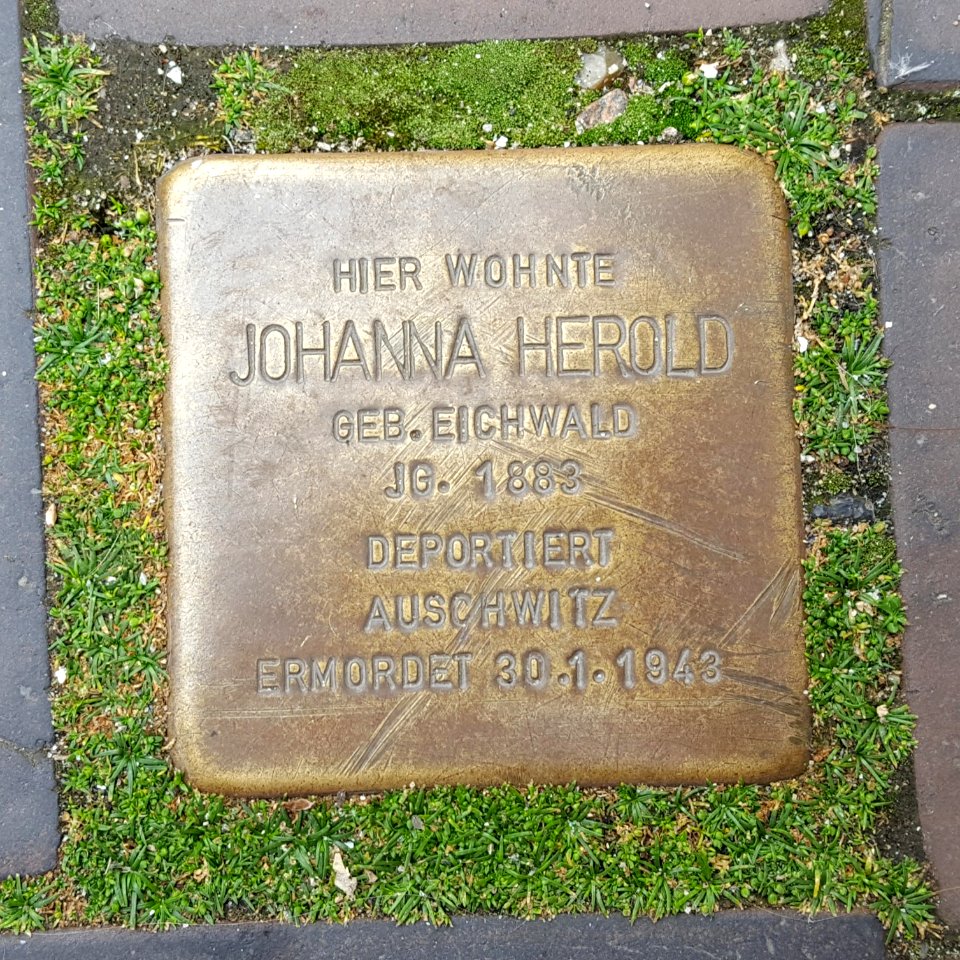 HIER WOHNTE
JOHANNA HEROLD
GEB. EICHWALD
JG. 1883
DEPORTIERT
AUSCHWITZ
ERMORDET 30.1.1943